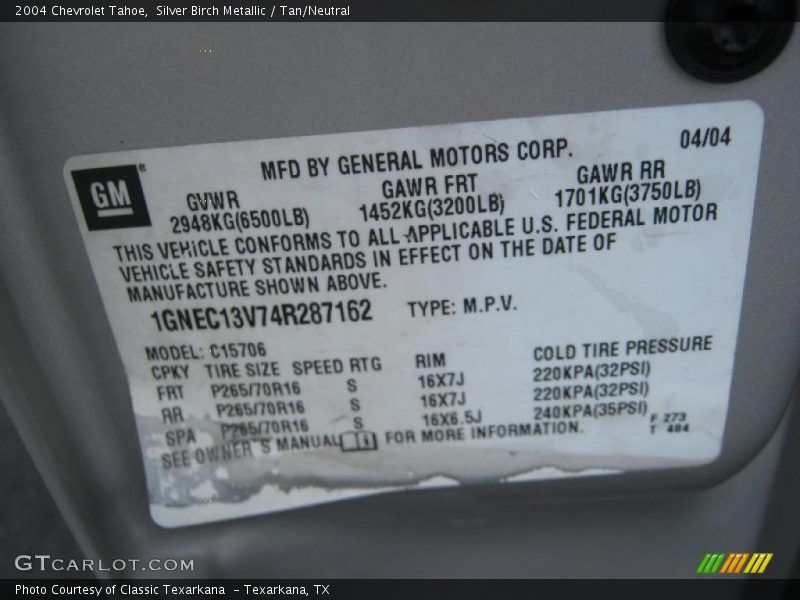 2004 Chevrolet Tahoe, Silver Birch Metallic / Tan/Neutral
GM
MFD BY GENERAL MOTORS CORP.
04/04
GVWR GAWR FRT GAWR RR
2948KG(6500LB) 1452KG(3200LB) 1701KG(3750LB)
THIS VEHICLE CONFORMS TO ALL APPLICABLE U.S. FEDERAL MOTOR
VEHICLE SAFETY STANDARDS IN EFFECT ON THE DATE OF
MANUFACTURE SHOWN ABOVE.
1GNEC13V74R287162 TYPE: M.P.V.
MODEL: C15706
CPKY TIRE SIZE SPEED RTG RIM COLD TIRE PRESSURE
FRT P265/70R16 S 16X7J 220KPA(32PSI)
RR P265/70R16 S 16X7J 220KPA(32PSI)
SPA P265/70R16 S 16X6.5J 240KPA(35PSI)
SEE OWNER'S MANUAL FOR MORE INFORMATION.
F 273
T 484
GTCARLOT.COM
Photo Courtesy of Classic Texarkana - Texarkana, TX